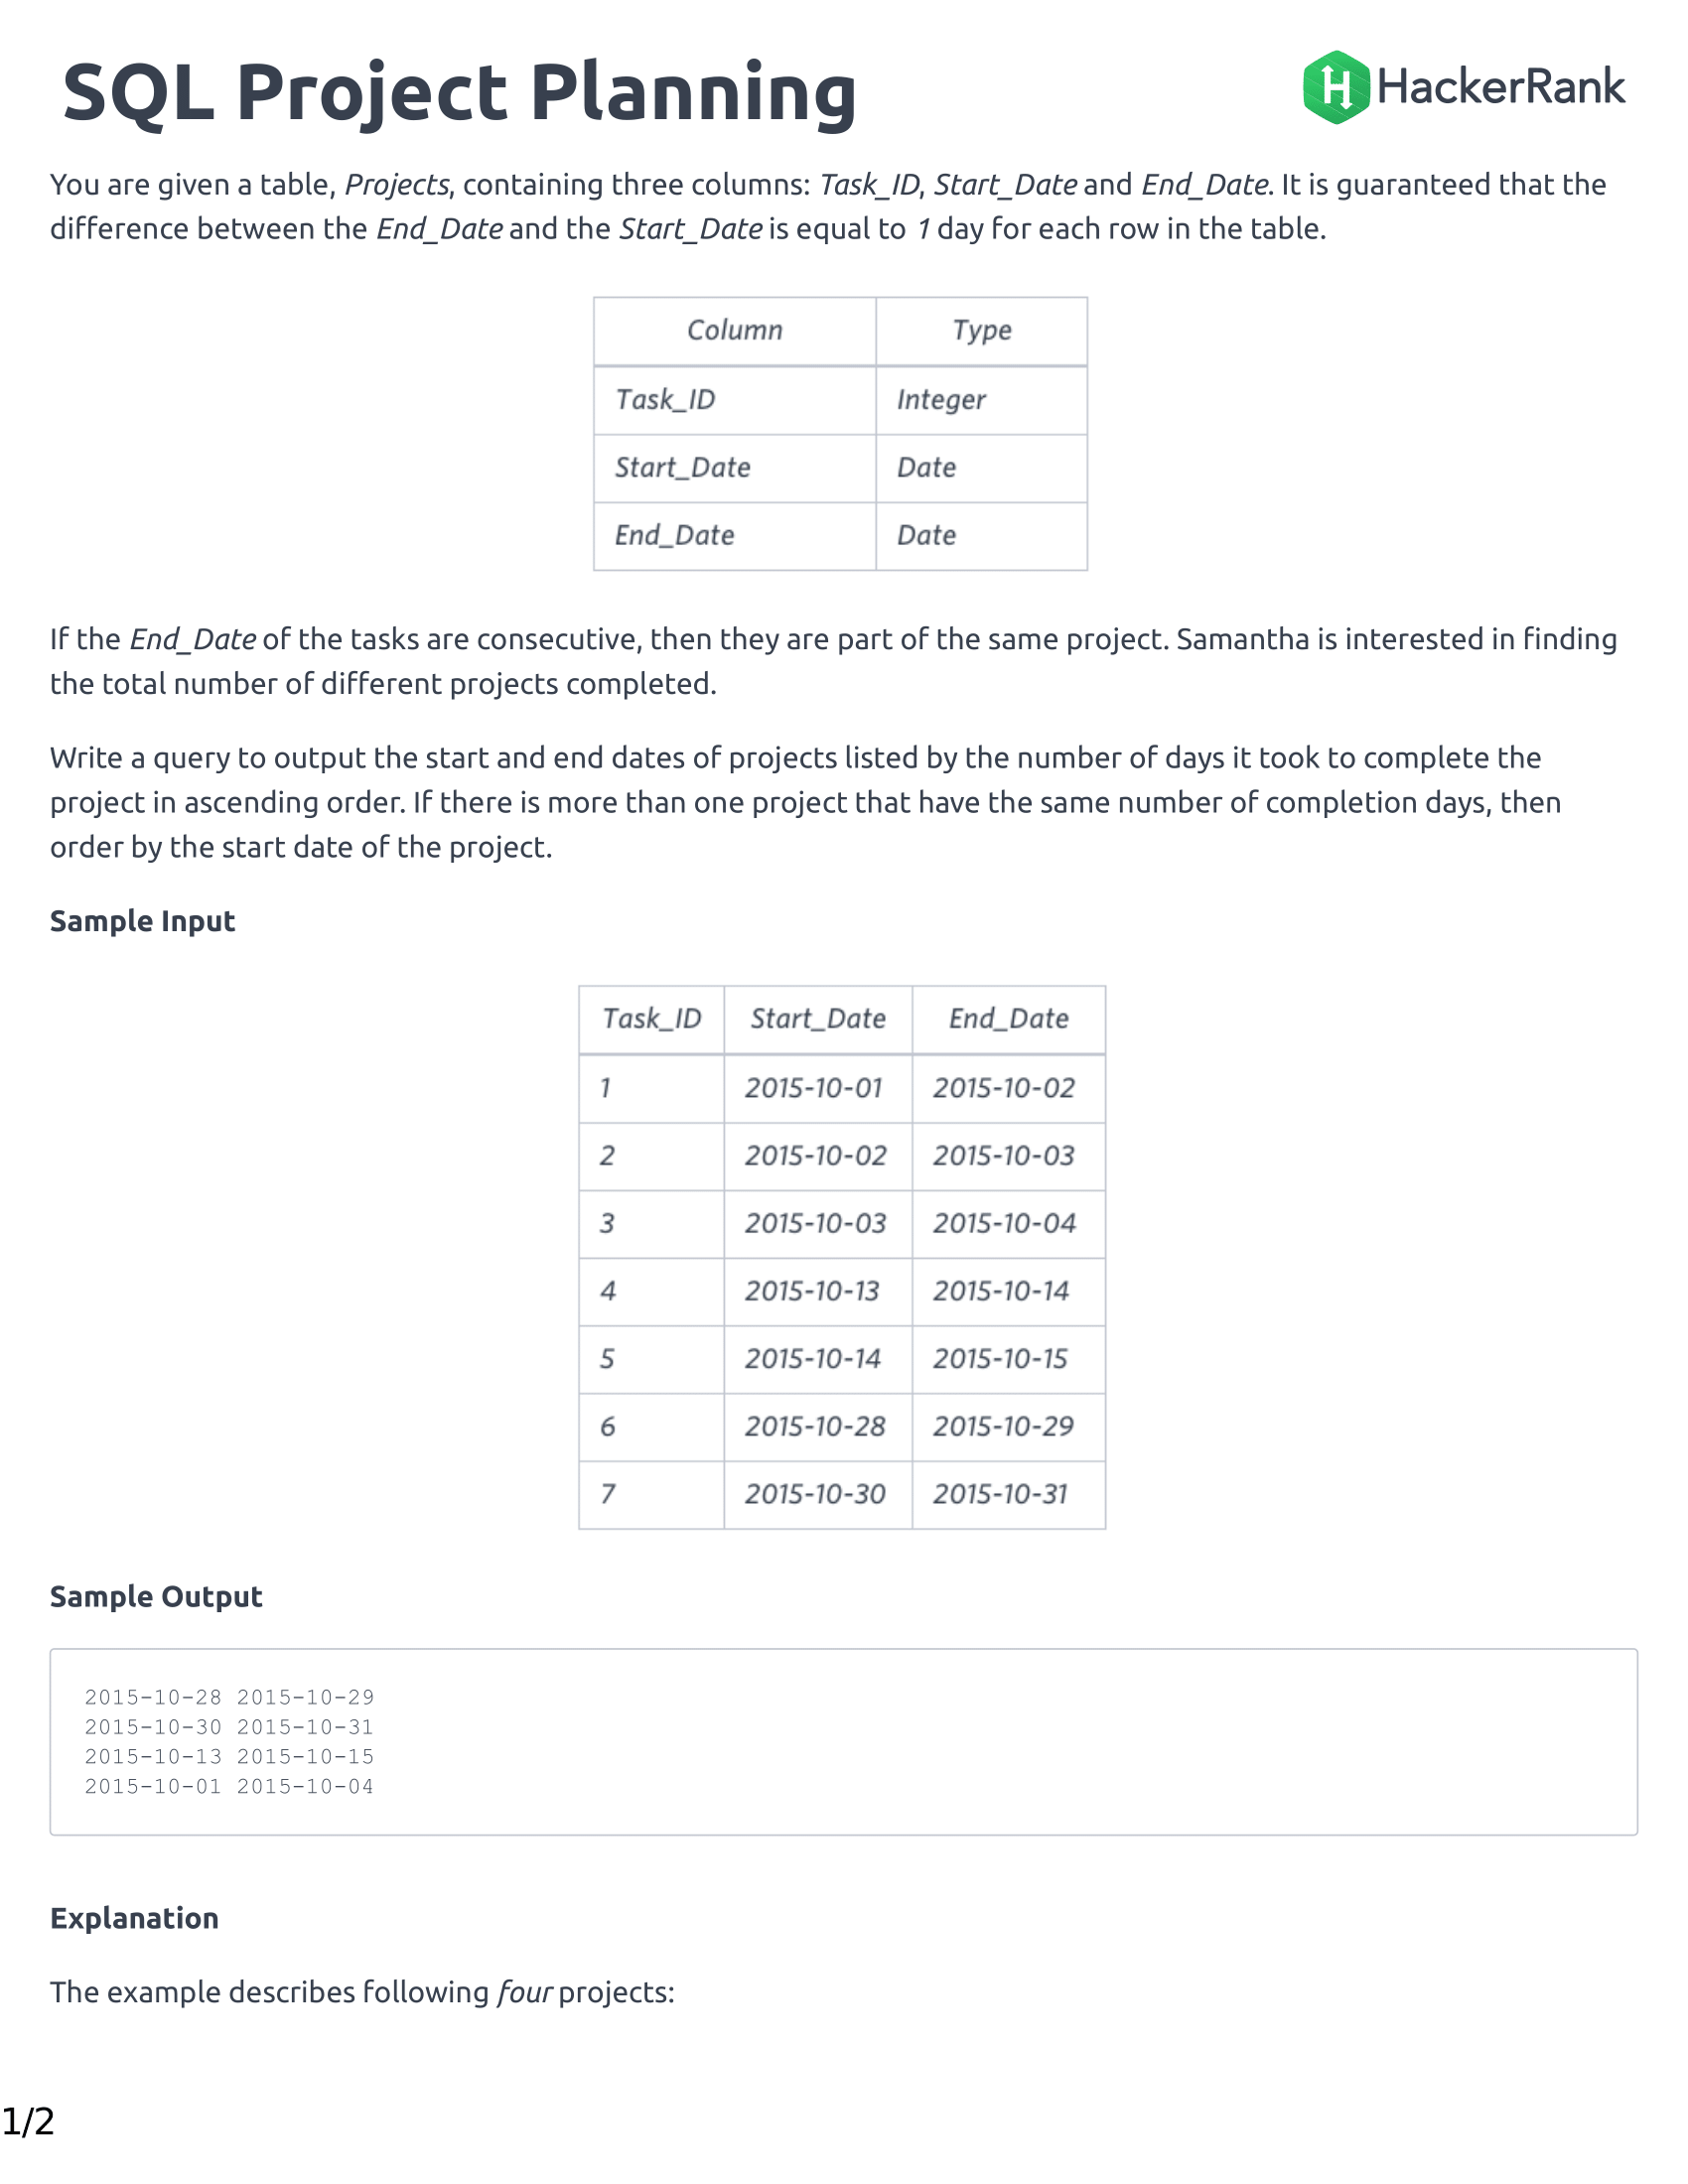 SQL Project Planning
HackerRank
You are given a table, Projects, containing three columns: Task_ID, Start_Date and End_Date. It is guaranteed that the
difference between the End_Date and the Start_Date is equal to 1 day for each row in the table.
Column Type
Task_ID Integer
Start_Date Date
End_Date Date
If the End_Date of the tasks are consecutive, then they are part of the same project. Samantha is interested in finding
the total number of different projects completed.
Write a query to output the start and end dates of projects listed by the number of days it took to complete the
project in ascending order. If there is more than one project that have the same number of completion days, then
order by the start date of the project.
Sample Input
Task_ID Start_Date End_Date
1 2015-10-01 2015-10-02
2 2015-10-02 2015-10-03
3 2015-10-03 2015-10-04
4 2015-10-13 2015-10-14
5 2015-10-14 2015-10-15
6 2015-10-28 2015-10-29
7 2015-10-30 2015-10-31
Sample Output
2015-10-28 2015-10-29
2015-10-30 2015-10-31
2015-10-13 2015-10-15
2015-10-01 2015-10-04
Explanation
The example describes following four projects:
1/2